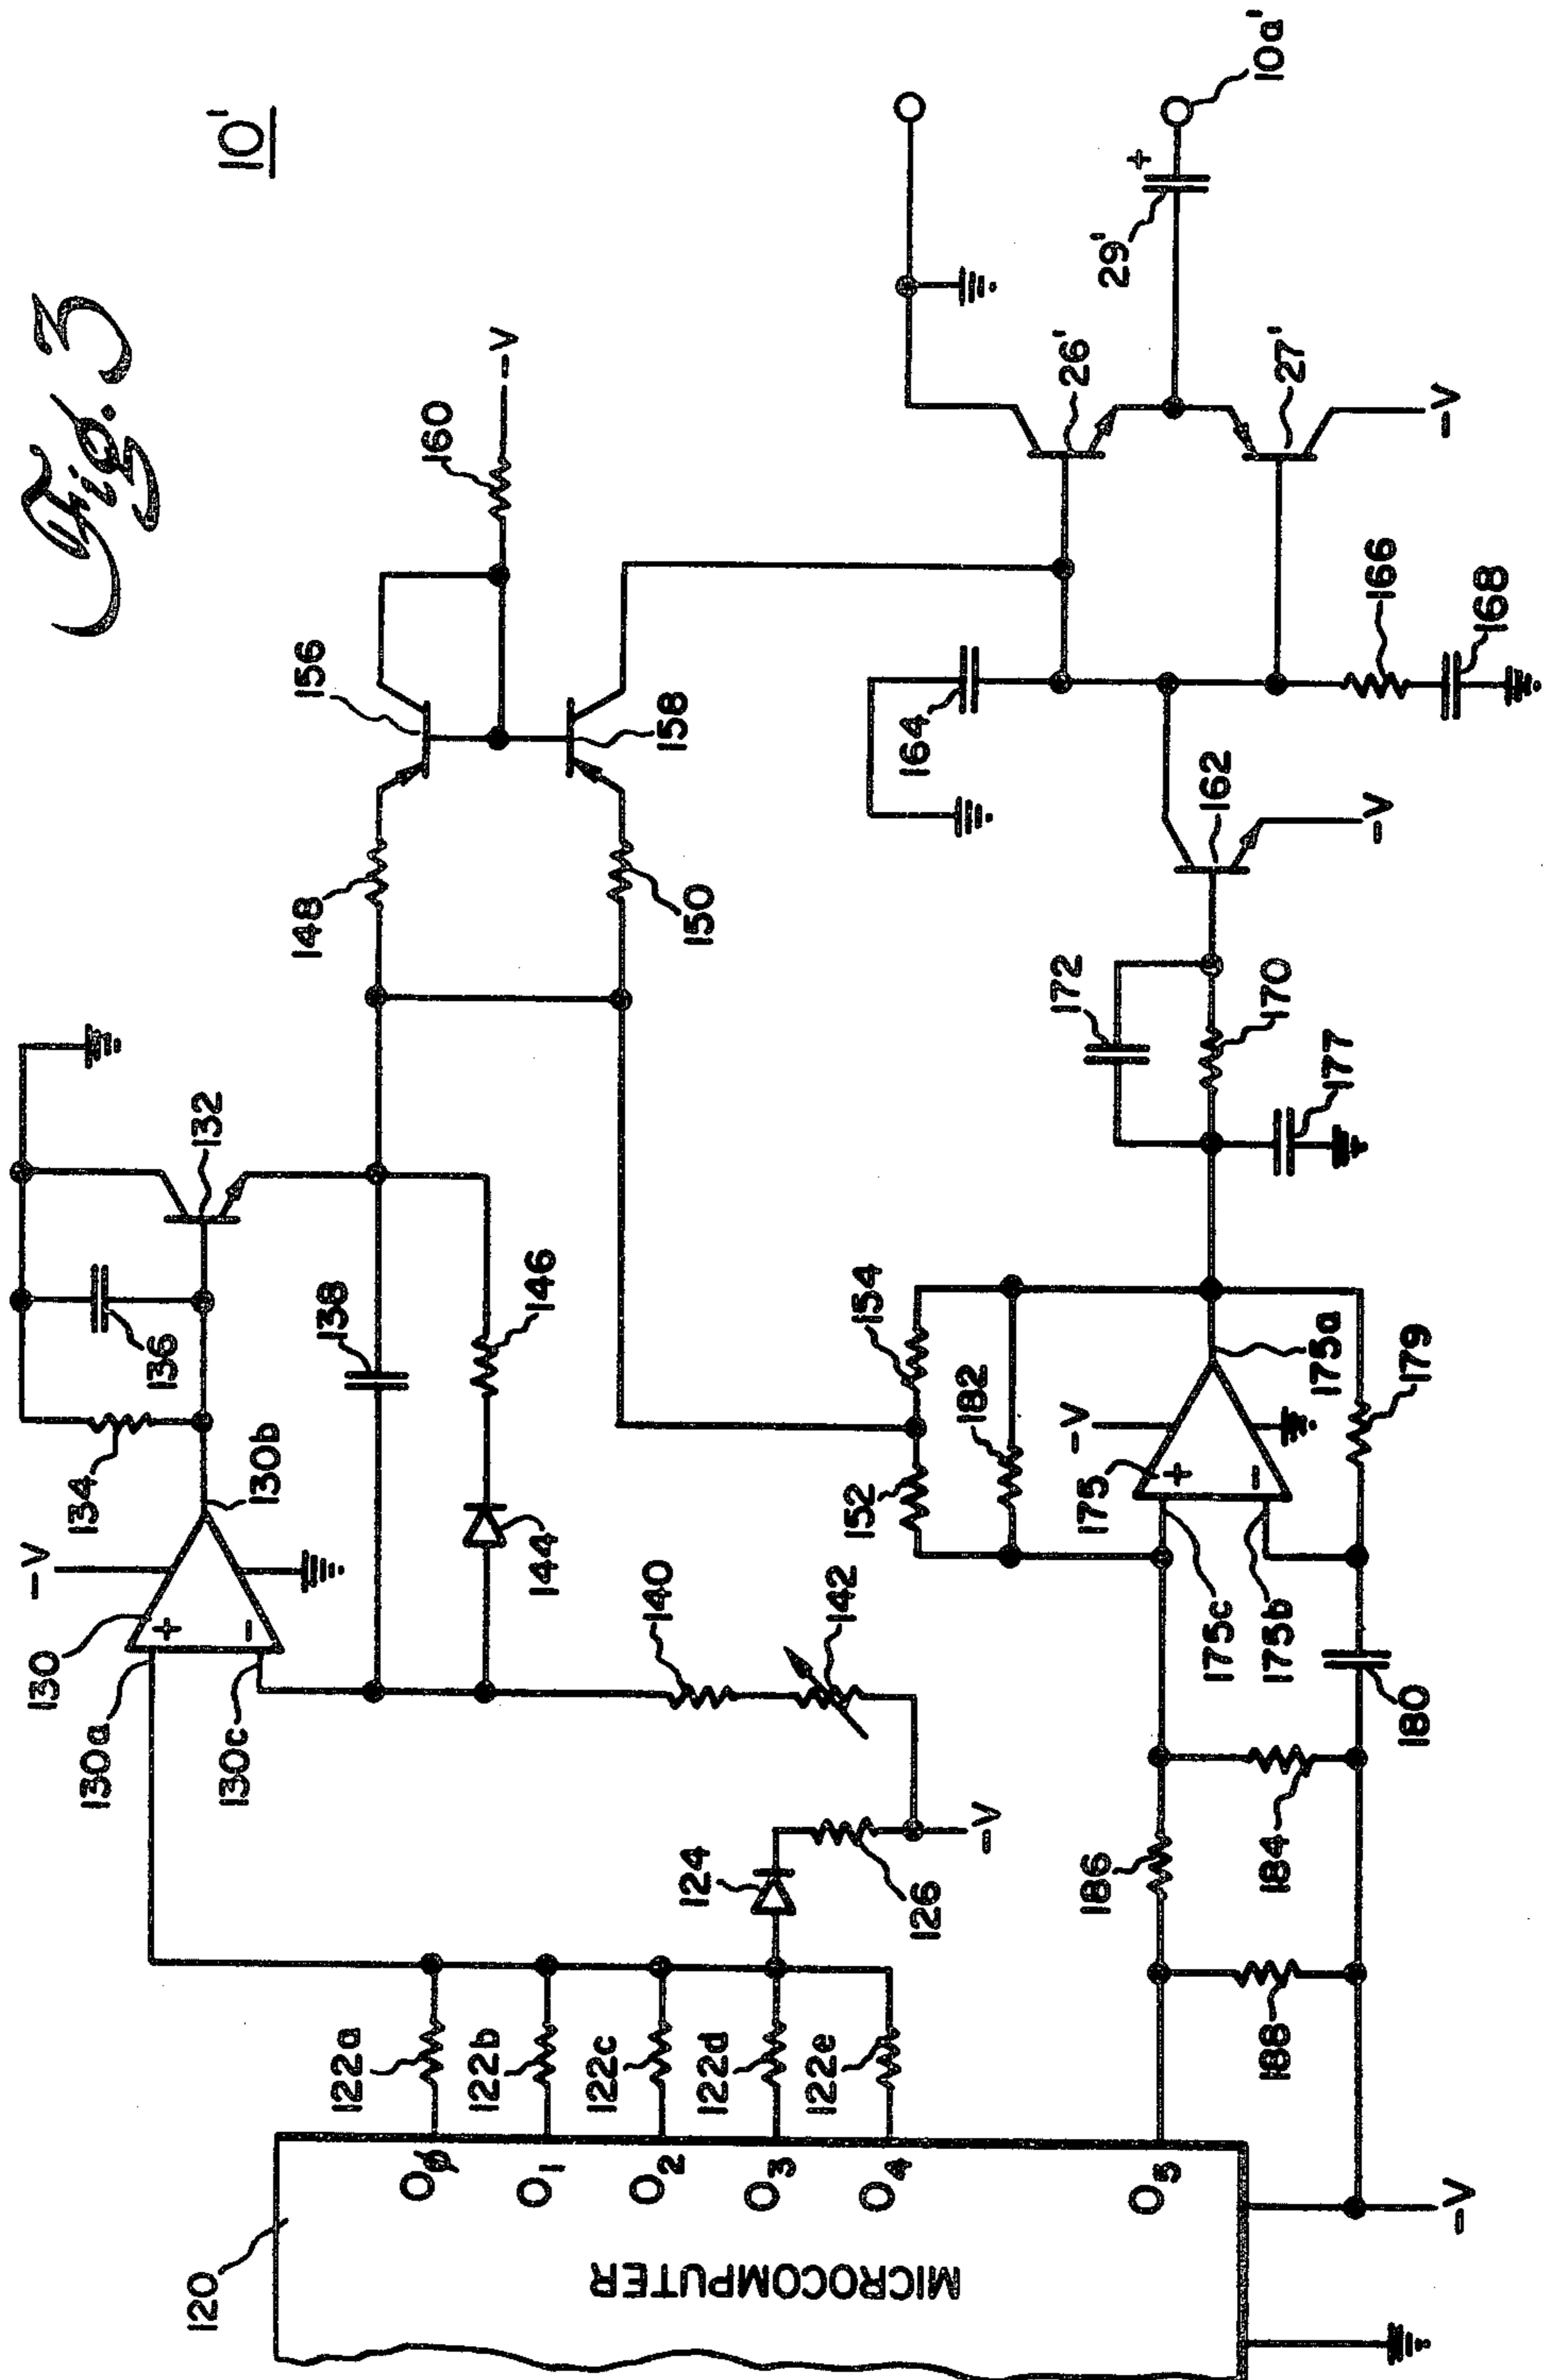 Fig. 3
10'
120
MICROCOMPUTER
Oφ
O1
O2
O3
O4
O5
122a
122b
122c
122d
122e
124
126
-V
130
130a
130b
130c
+
-
-V
132
134
136
138
140
142
144
146
148
150
156
158
160
-V
152
154
182
175
175a
175b
175c
+
-
-V
179
180
184
186
188
-V
170
172
177
162
-V
164
166
168
26'
27'
-V
29'
+
10a'